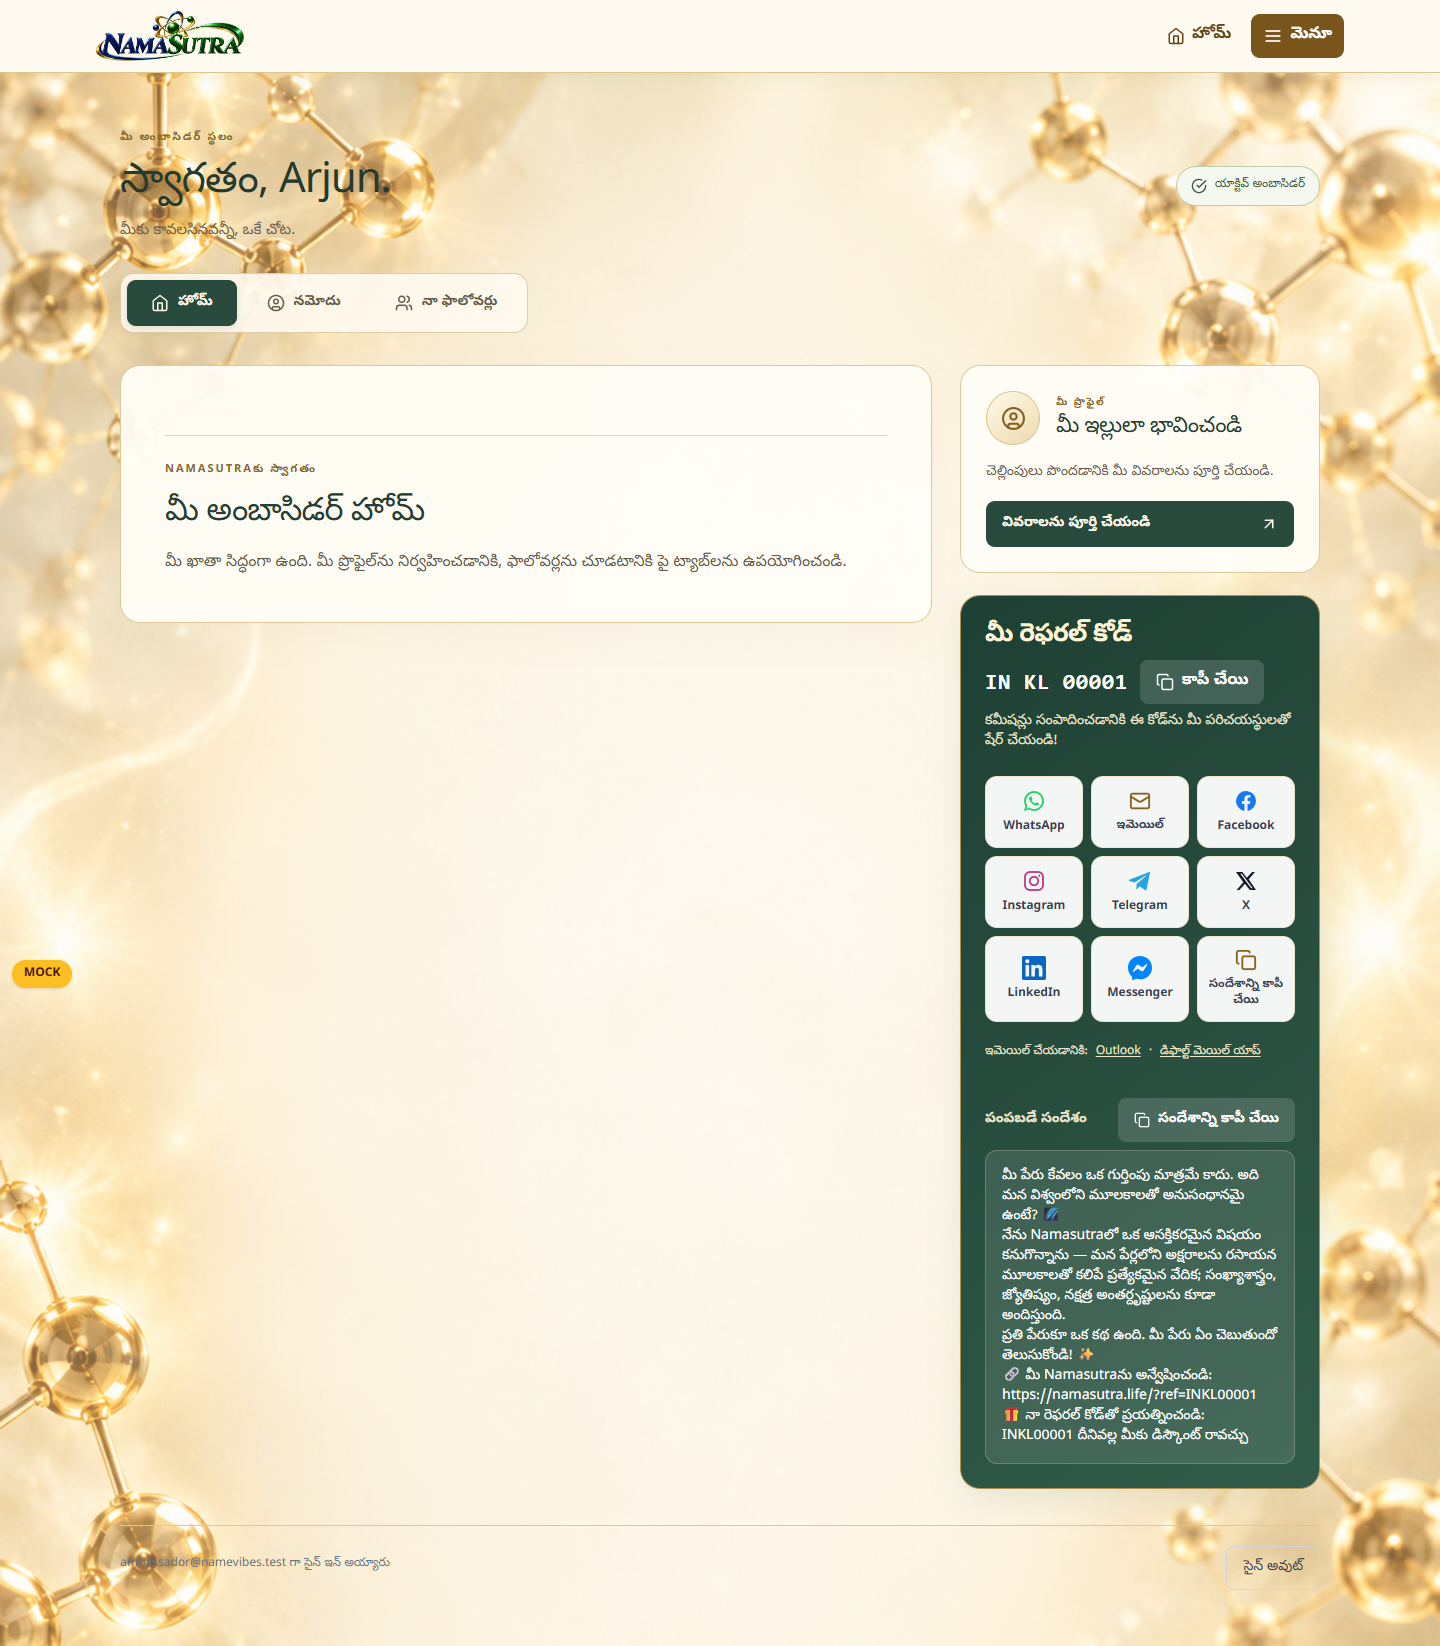 NAMASUTRA
హోమ్
మెనూ
మీ అంబాసిడర్ స్థలం
స్వాగతం, Arjun.
మీకు కావలసినవన్నీ, ఒకే చోట.
యాక్టివ్ అంబాసిడర్
హోమ్
నమోదు
నా ఫాలోవర్లు
NAMASUTRAకు స్వాగతం
మీ అంబాసిడర్ హోమ్
మీ ఖాతా సిద్ధంగా ఉంది. మీ ప్రొఫైల్‌ను నిర్వహించడానికి, ఫాలోవర్లను చూడటానికి పై ట్యాబ్‌లను ఉపయోగించండి.
మీ ప్రొఫైల్
మీ ఇల్లులా భావించండి
చెల్లింపులు పొందడానికి మీ వివరాలను పూర్తి చేయండి.
వివరాలను పూర్తి చేయండి
మీ రెఫరల్ కోడ్
IN KL 00001
కాపీ చేయి
కమీషన్లు సంపాదించడానికి ఈ కోడ్‌ను మీ పరిచయస్థులతో
షేర్ చేయండి!
WhatsApp
ఇమెయిల్
Facebook
Instagram
Telegram
X
LinkedIn
Messenger
సందేశాన్ని కాపీ
చేయి
ఇమెయిల్ చేయడానికి: Outlook · డిఫాల్ట్ మెయిల్ యాప్
పంపబడే సందేశం
సందేశాన్ని కాపీ చేయి
మీ పేరు కేవలం ఒక గుర్తింపు మాత్రమే కాదు. అది
మన విశ్వంలోని మూలకాలతో అనుసంధానమై
ఉంటే? 🌌
నేను Namasutraలో ఒక ఆసక్తికరమైన విషయం
కనుగొన్నాను — మన పేర్లలోని అక్షరాలను రసాయన
మూలకాలతో కలిపే ప్రత్యేకమైన వేదిక; సంఖ్యాశాస్త్రం,
జ్యోతిష్యం, నక్షత్ర అంతర్దృష్టులను కూడా
అందిస్తుంది.
ప్రతి పేరుకూ ఒక కథ ఉంది. మీ పేరు ఏం చెబుతుందో
తెలుసుకోండి! ✨
🔗 మీ Namasutraను అన్వేషించండి:
https://namasutra.life/?ref=INKL00001
🎁 నా రెఫరల్ కోడ్‌తో ప్రయత్నించండి:
INKL00001 దీనివల్ల మీకు డిస్కౌంట్ రావచ్చు
MOCK
ambassador@namevibes.test గా సైన్ ఇన్ అయ్యారు
సైన్ అవుట్